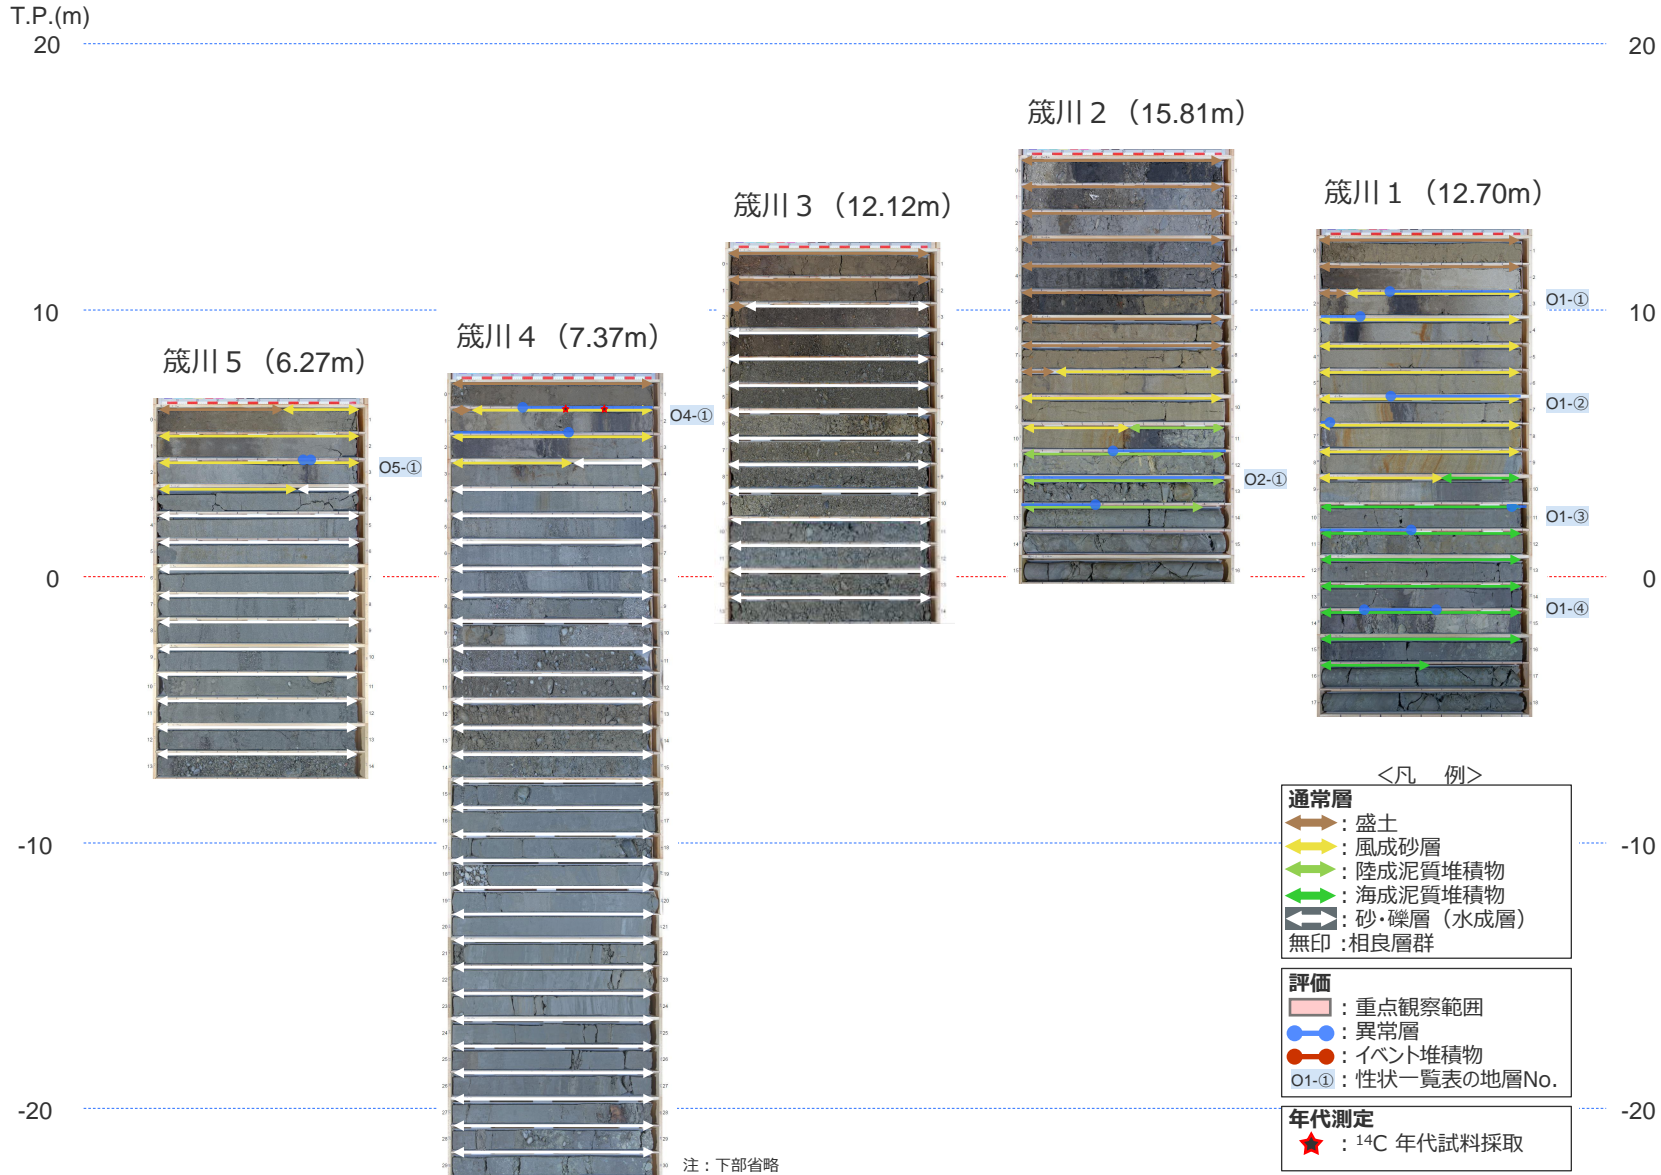 T.P.(m)
20
20
筬川２（15.81m）
筬川３（12.12m）
筬川１（12.70m）
O1-①
10
10
筬川４（7.37m）
筬川５（6.27m）
O1-②
O4-①
O5-①
O2-①
O1-③
0
0
O1-④
＜凡　例＞
通常層
：盛土
：風成砂層
：陸成泥質堆積物
：海成泥質堆積物
：砂・礫層（水成層）
無印：相良層群
-10
-10
評価
：重点観察範囲
：異常層
：イベント堆積物
O1-①：性状一覧表の地層No.
-20
-20
年代測定
：14C 年代試料採取
注：下部省略